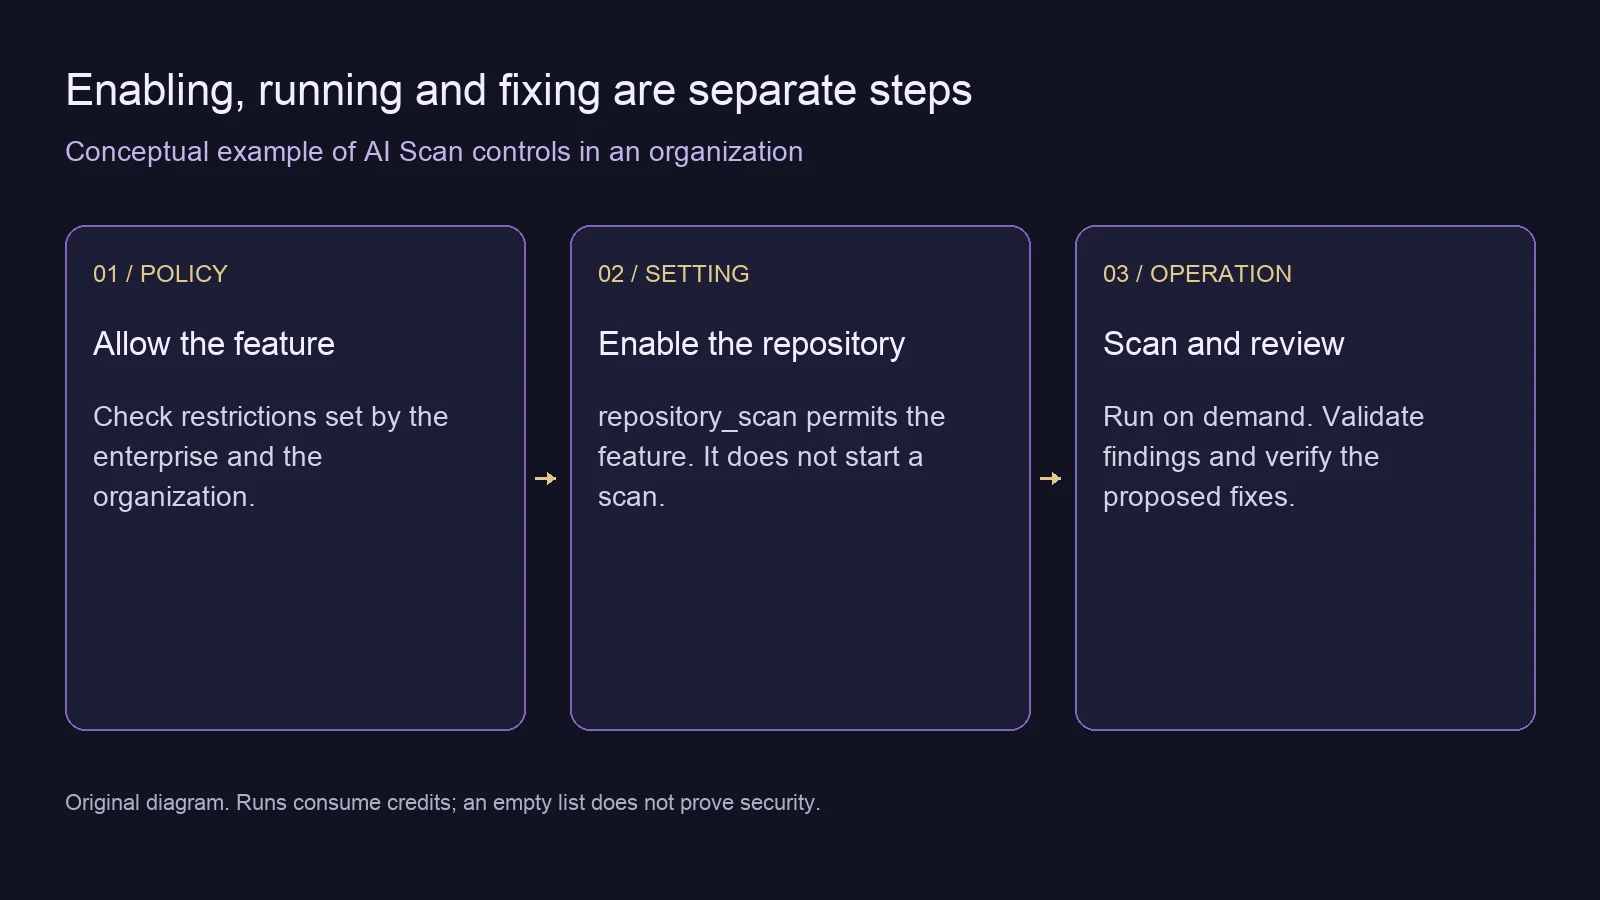 Enabling, running and fixing are separate steps
Conceptual example of AI Scan controls in an organization
01 / POLICY
Allow the feature
Check restrictions set by the
enterprise and the
organization.
02 / SETTING
Enable the repository
repository_scan permits the
feature. It does not start a
scan.
03 / OPERATION
Scan and review
Run on demand. Validate
findings and verify the
proposed fixes.
Original diagram. Runs consume credits; an empty list does not prove security.